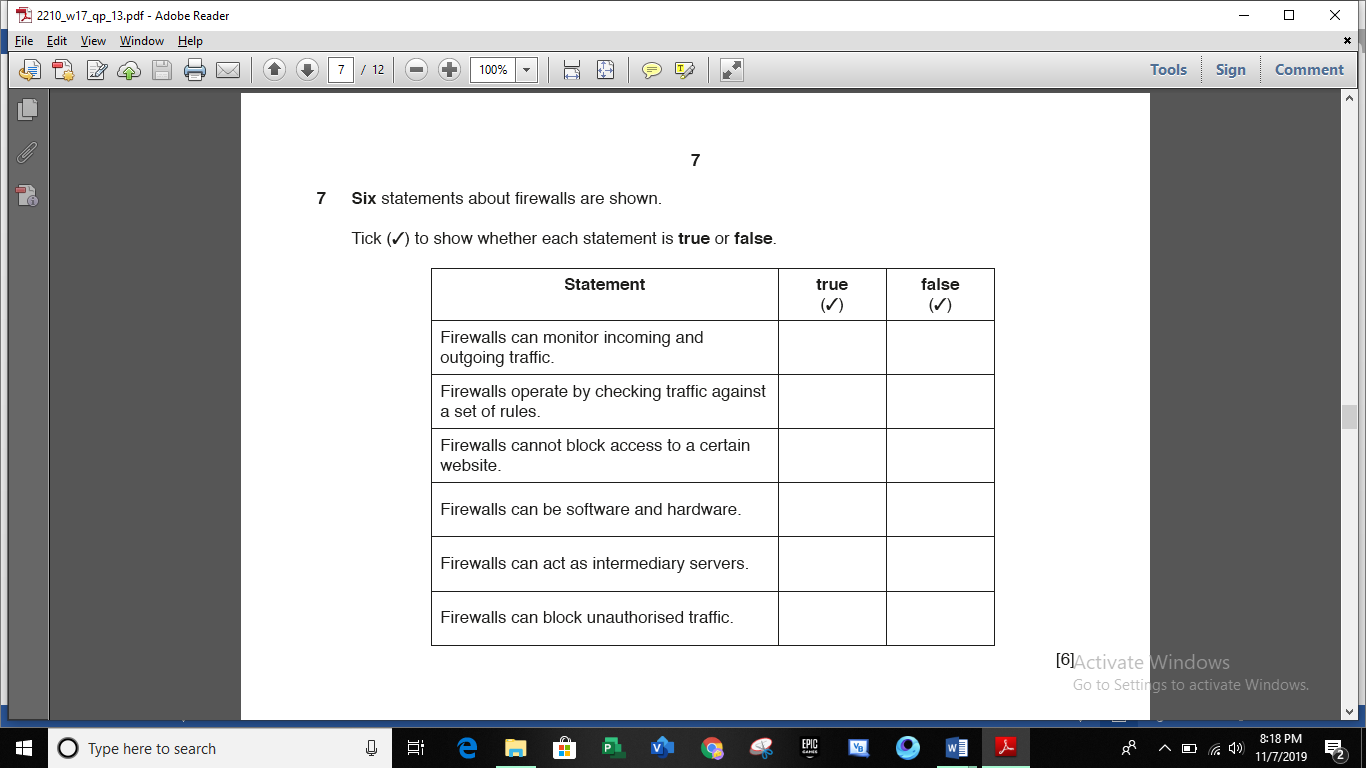 2210_w17_qp_13.pdf - Adobe Reader
File Edit View Window Help
7 / 12 100% Tools Sign Comment
7
7 Six statements about firewalls are shown.
Tick (✓) to show whether each statement is true or false.
Statement true false
(✓) (✓)
Firewalls can monitor incoming and
outgoing traffic.
Firewalls operate by checking traffic against
a set of rules.
Firewalls cannot block access to a certain
website.
Firewalls can be software and hardware.
Firewalls can act as intermediary servers.
Firewalls can block unauthorised traffic.
[6]
Activate Windows
Go to Settings to activate Windows.
Type here to search
EPIC
GAMES
8:18 PM
11/7/2019
2